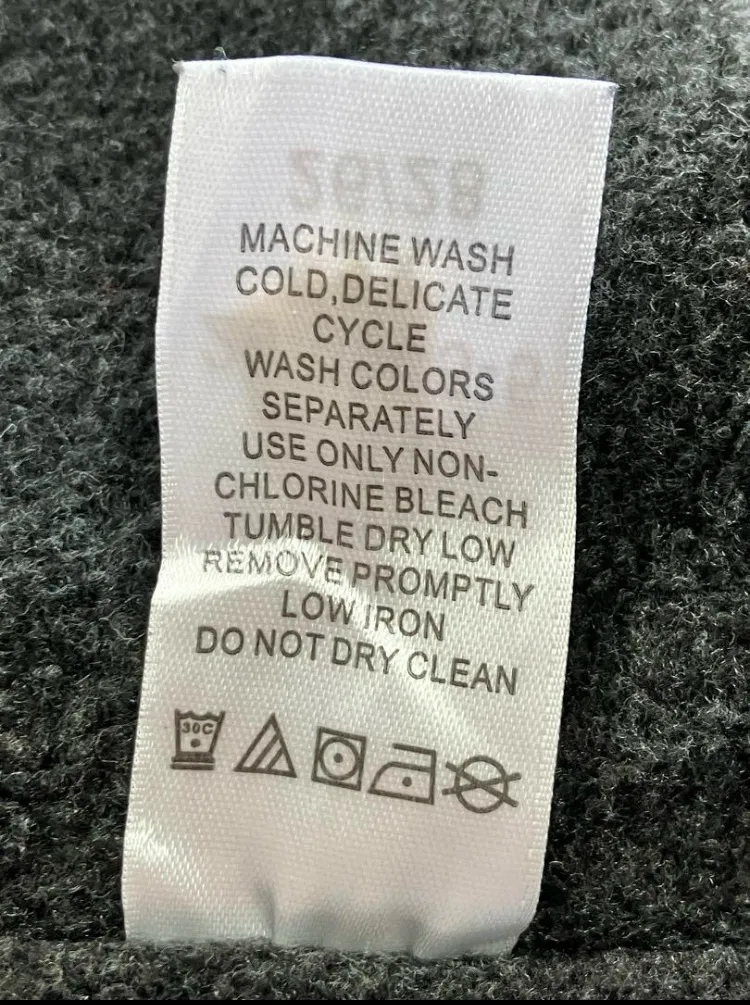 MACHINE WASH
COLD,DELICATE
CYCLE
WASH COLORS
SEPARATELY
USE ONLY NON-
CHLORINE BLEACH
TUMBLE DRY LOW
REMOVE PROMPTLY
LOW IRON
DO NOT DRY CLEAN
30C